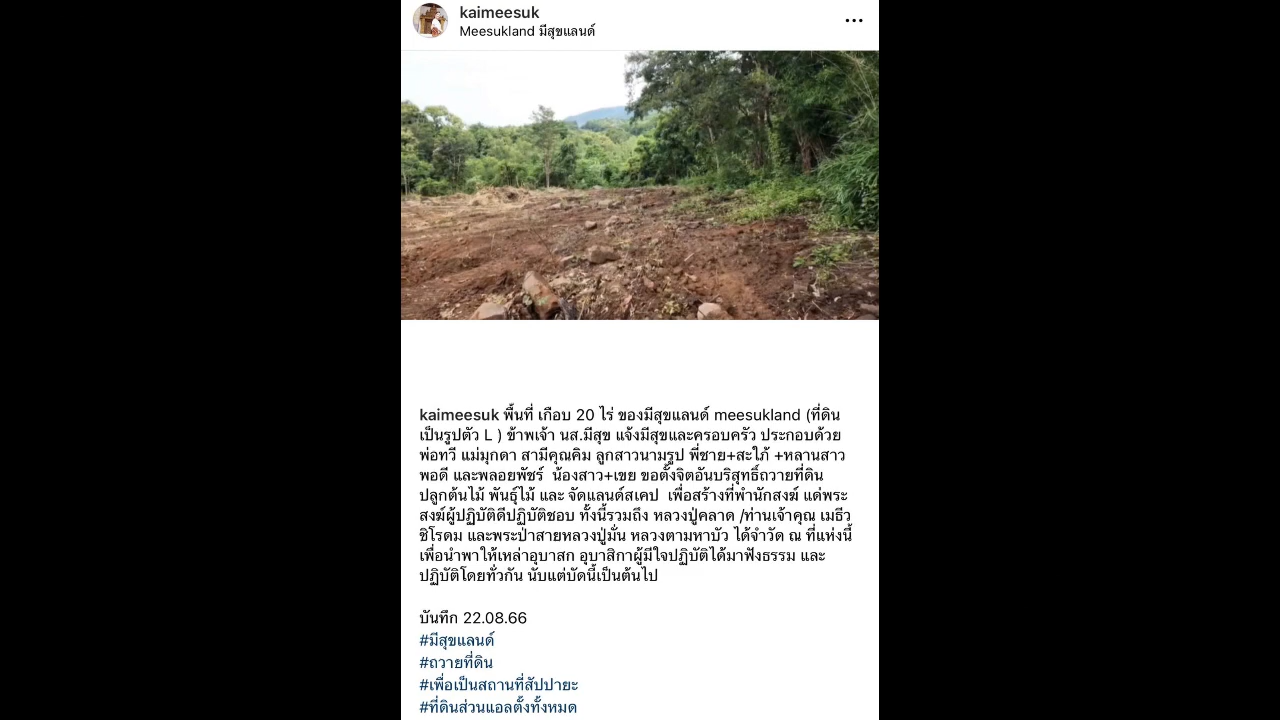 kaimeesuk
Meesukland มีสุขแลนด์
kaimeesuk พื้นที่ เกือบ 20 ไร่ ของมีสุขแลนด์ meesukland (ที่ดิน
เป็นรูปตัว L ) ข้าพเจ้า นส.มีสุข แจ้งมีสุขและครอบครัว ประกอบด้วย
พ่อทวี แม่มุกดา สามีคุณคิม ลูกสาวนามรูป พี่ชาย+สะใภ้ +หลานสาว
พอดี และพลอยพัชร์ น้องสาว+เขย ขอตั้งจิตอันบริสุทธิ์ถวายที่ดิน
ปลูกต้นไม้ พันธุ์ไม้ และ จัดแลนด์สเคป เพื่อสร้างที่พำนักสงฆ์ แด่พระ
สงฆ์ผู้ปฏิบัติดีปฏิบัติชอบ ทั้งนี้รวมถึง หลวงปู่คลาด /ท่านเจ้าคุณ เมธีว
ชิโรดม และพระป่าสายหลวงปู่มั่น หลวงตามหาบัว ได้จำวัด ณ ที่แห่งนี้
เพื่อนำพาให้เหล่าอุบาสก อุบาสิกาผู้มีใจปฏิบัติได้มาฟังธรรม และ
ปฏิบัติโดยทั่วกัน นับแต่บัดนี้เป็นต้นไป
บันทึก 22.08.66
#มีสุขแลนด์
#ถวายที่ดิน
#เพื่อเป็นสถานที่สัปปายะ
#ที่ดินส่วนแอลตั้งทั้งหมด